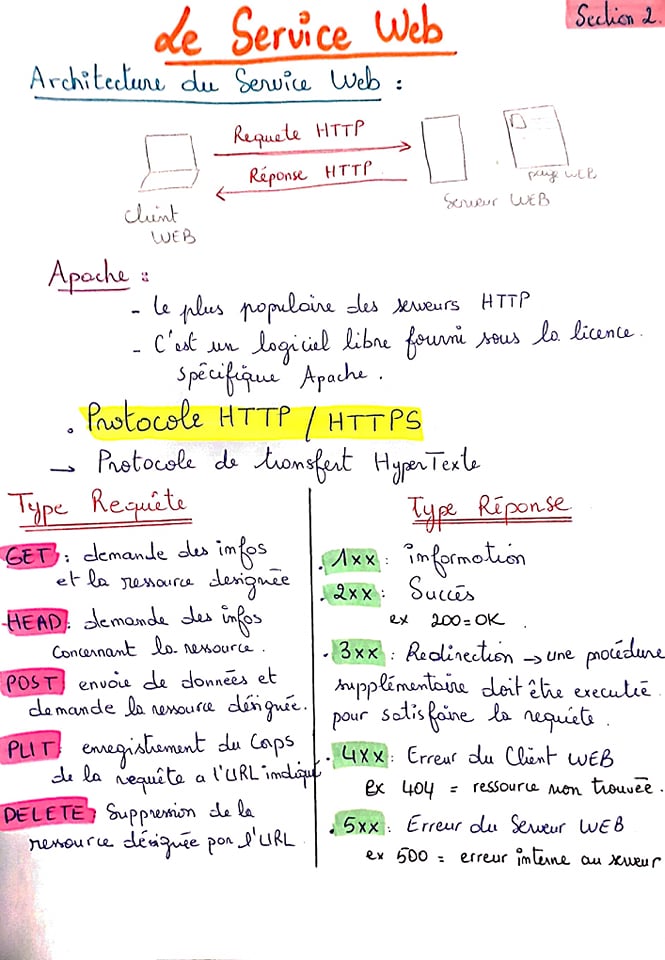 Le Service Web
Section 2.
Architecture du Service Web :
Requete HTTP
Réponse HTTP
Client
WEB
Serveur WEB
page WEB
Apache :
- le plus populaire des serveurs HTTP
- C'est un logiciel libre fourni sous la licence.
spécifique Apache.
. Protocole HTTP / HTTPS
→ Protocole de transfert HyperTexte
Type Requête
GET : demande des infos
et la ressource designée
HEAD : demande des infos
Concernant la ressource.
POST envoie de données et
demande la ressource désignée.
PUT enregistrement du Corps
de la requête a l'URL indiqué
DELETE : Suppression de la
ressource désignée par l'URL
Type Réponse
. 1xx : information
. 2xx : Succés
ex 200=OK.
. 3xx : Redirection → une procédure
supplémentaire doit être executée.
pour satisfaire la requiéte.
. 4xx : Erreur du Client WEB
Ex 404 = ressource non trouvée.
. 5xx : Erreur du Serveur WEB
ex 500 = erreur interne au serveur